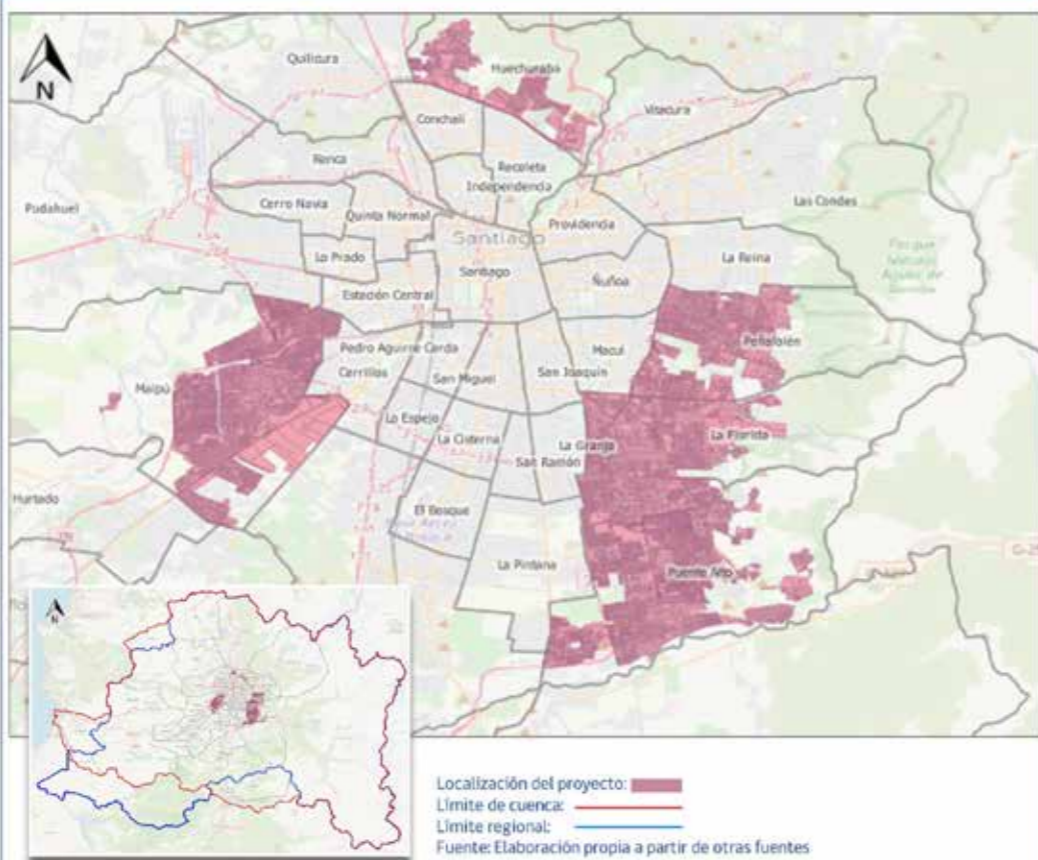 N
Quilicura
Huechuraba
Conchalí
Vitacura
Renca
Recoleta
Independencia
Pudahuel
Cerro Navia
Quinta Normal
Las Condes
Providencia
Santiago
Lo Prado
Santiago
La Reina
Ñuñoa
Estación Central
Pedro Aguirre Cerda
Macul
Peñalolén
Cerrillos
San Miguel
San Joaquín
Maipú
Lo Espejo
La Cisterna
La Granja
La Florida
San Ramón
Hurtado
El Bosque
La Pintana
Puente Alto
N
Localización del proyecto:
Límite de cuenca:
Límite regional:
Fuente: Elaboración propia a partir de otras fuentes